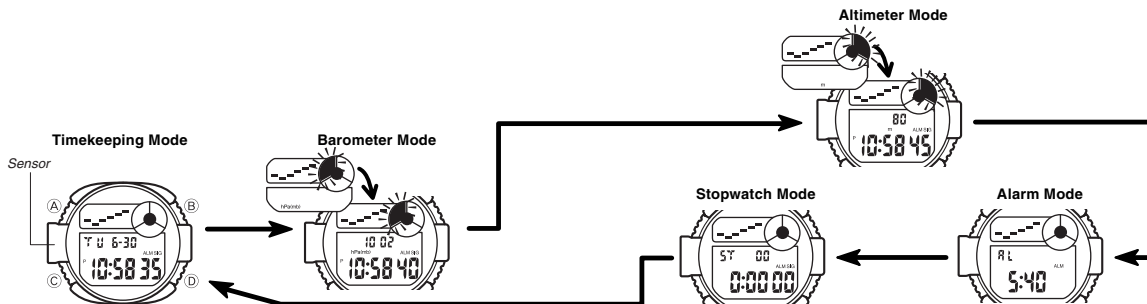 Altimeter Mode
m
80
m
P ALM SIG
10:58 45
Timekeeping Mode
Sensor
A B
TU 6-30
ALM SIG
P 10:58 35
C D
Barometer Mode
hPa(mb)
10 02
hPa(mb) ALM SIG
P 10:58 40
Stopwatch Mode
ST 00
ALM SIG
0:00 00
Alarm Mode
AL
ALM
5:40